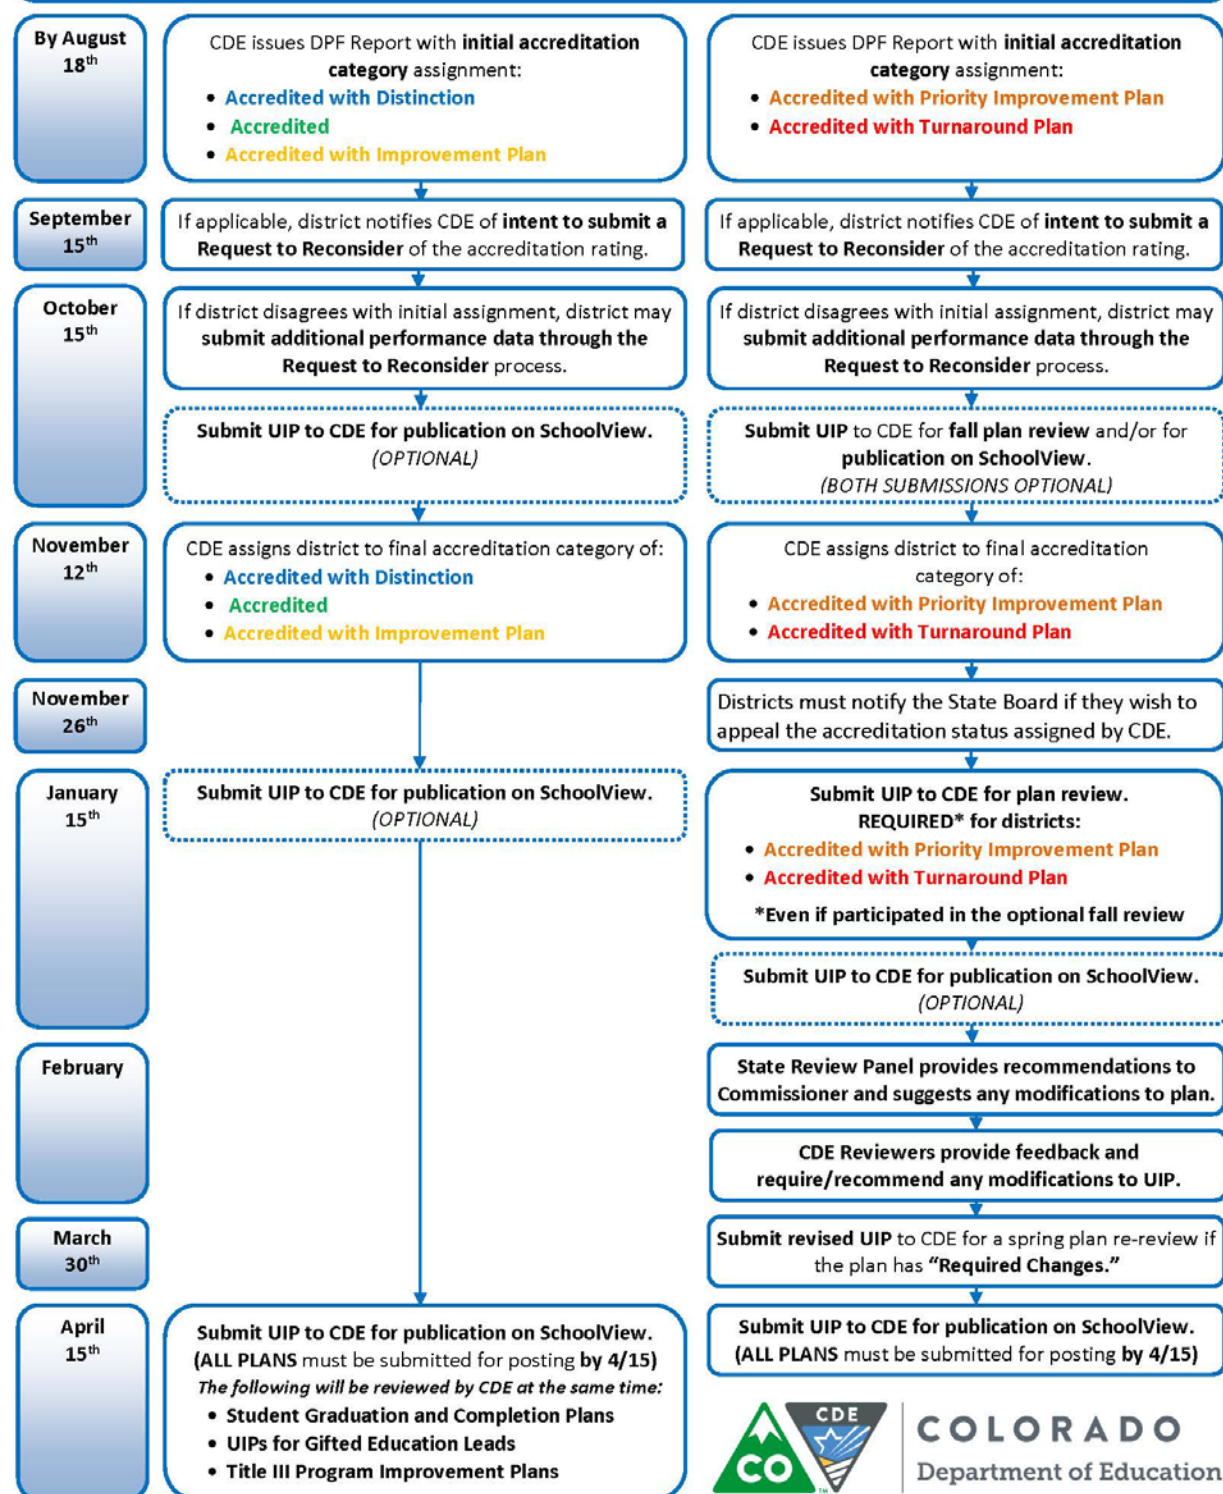 By August
18th
CDE issues DPF Report with initial accreditation
category assignment:
• Accredited with Distinction
• Accredited
• Accredited with Improvement Plan
CDE issues DPF Report with initial accreditation
category assignment:
• Accredited with Priority Improvement Plan
• Accredited with Turnaround Plan
September
15th
If applicable, district notifies CDE of intent to submit a
Request to Reconsider of the accreditation rating.
If applicable, district notifies CDE of intent to submit a
Request to Reconsider of the accreditation rating.
October
15th
If district disagrees with initial assignment, district may
submit additional performance data through the
Request to Reconsider process.
If district disagrees with initial assignment, district may
submit additional performance data through the
Request to Reconsider process.
Submit UIP to CDE for publication on SchoolView.
(OPTIONAL)
Submit UIP to CDE for fall plan review and/or for
publication on SchoolView.
(BOTH SUBMISSIONS OPTIONAL)
November
12th
CDE assigns district to final accreditation category of:
• Accredited with Distinction
• Accredited
• Accredited with Improvement Plan
CDE assigns district to final accreditation
category of:
• Accredited with Priority Improvement Plan
• Accredited with Turnaround Plan
November
26th
Districts must notify the State Board if they wish to
appeal the accreditation status assigned by CDE.
January
15th
Submit UIP to CDE for publication on SchoolView.
(OPTIONAL)
Submit UIP to CDE for plan review.
REQUIRED* for districts:
• Accredited with Priority Improvement Plan
• Accredited with Turnaround Plan
*Even if participated in the optional fall review
Submit UIP to CDE for publication on SchoolView.
(OPTIONAL)
February
State Review Panel provides recommendations to
Commissioner and suggests any modifications to plan.
CDE Reviewers provide feedback and
require/recommend any modifications to UIP.
March
30th
Submit revised UIP to CDE for a spring plan re-review if
the plan has “Required Changes.”
April
15th
Submit UIP to CDE for publication on SchoolView.
(ALL PLANS must be submitted for posting by 4/15)
The following will be reviewed by CDE at the same time:
• Student Graduation and Completion Plans
• UIPs for Gifted Education Leads
• Title III Program Improvement Plans
Submit UIP to CDE for publication on SchoolView.
(ALL PLANS must be submitted for posting by 4/15)
CO
CDE
TM
COLORADO
Department of Education